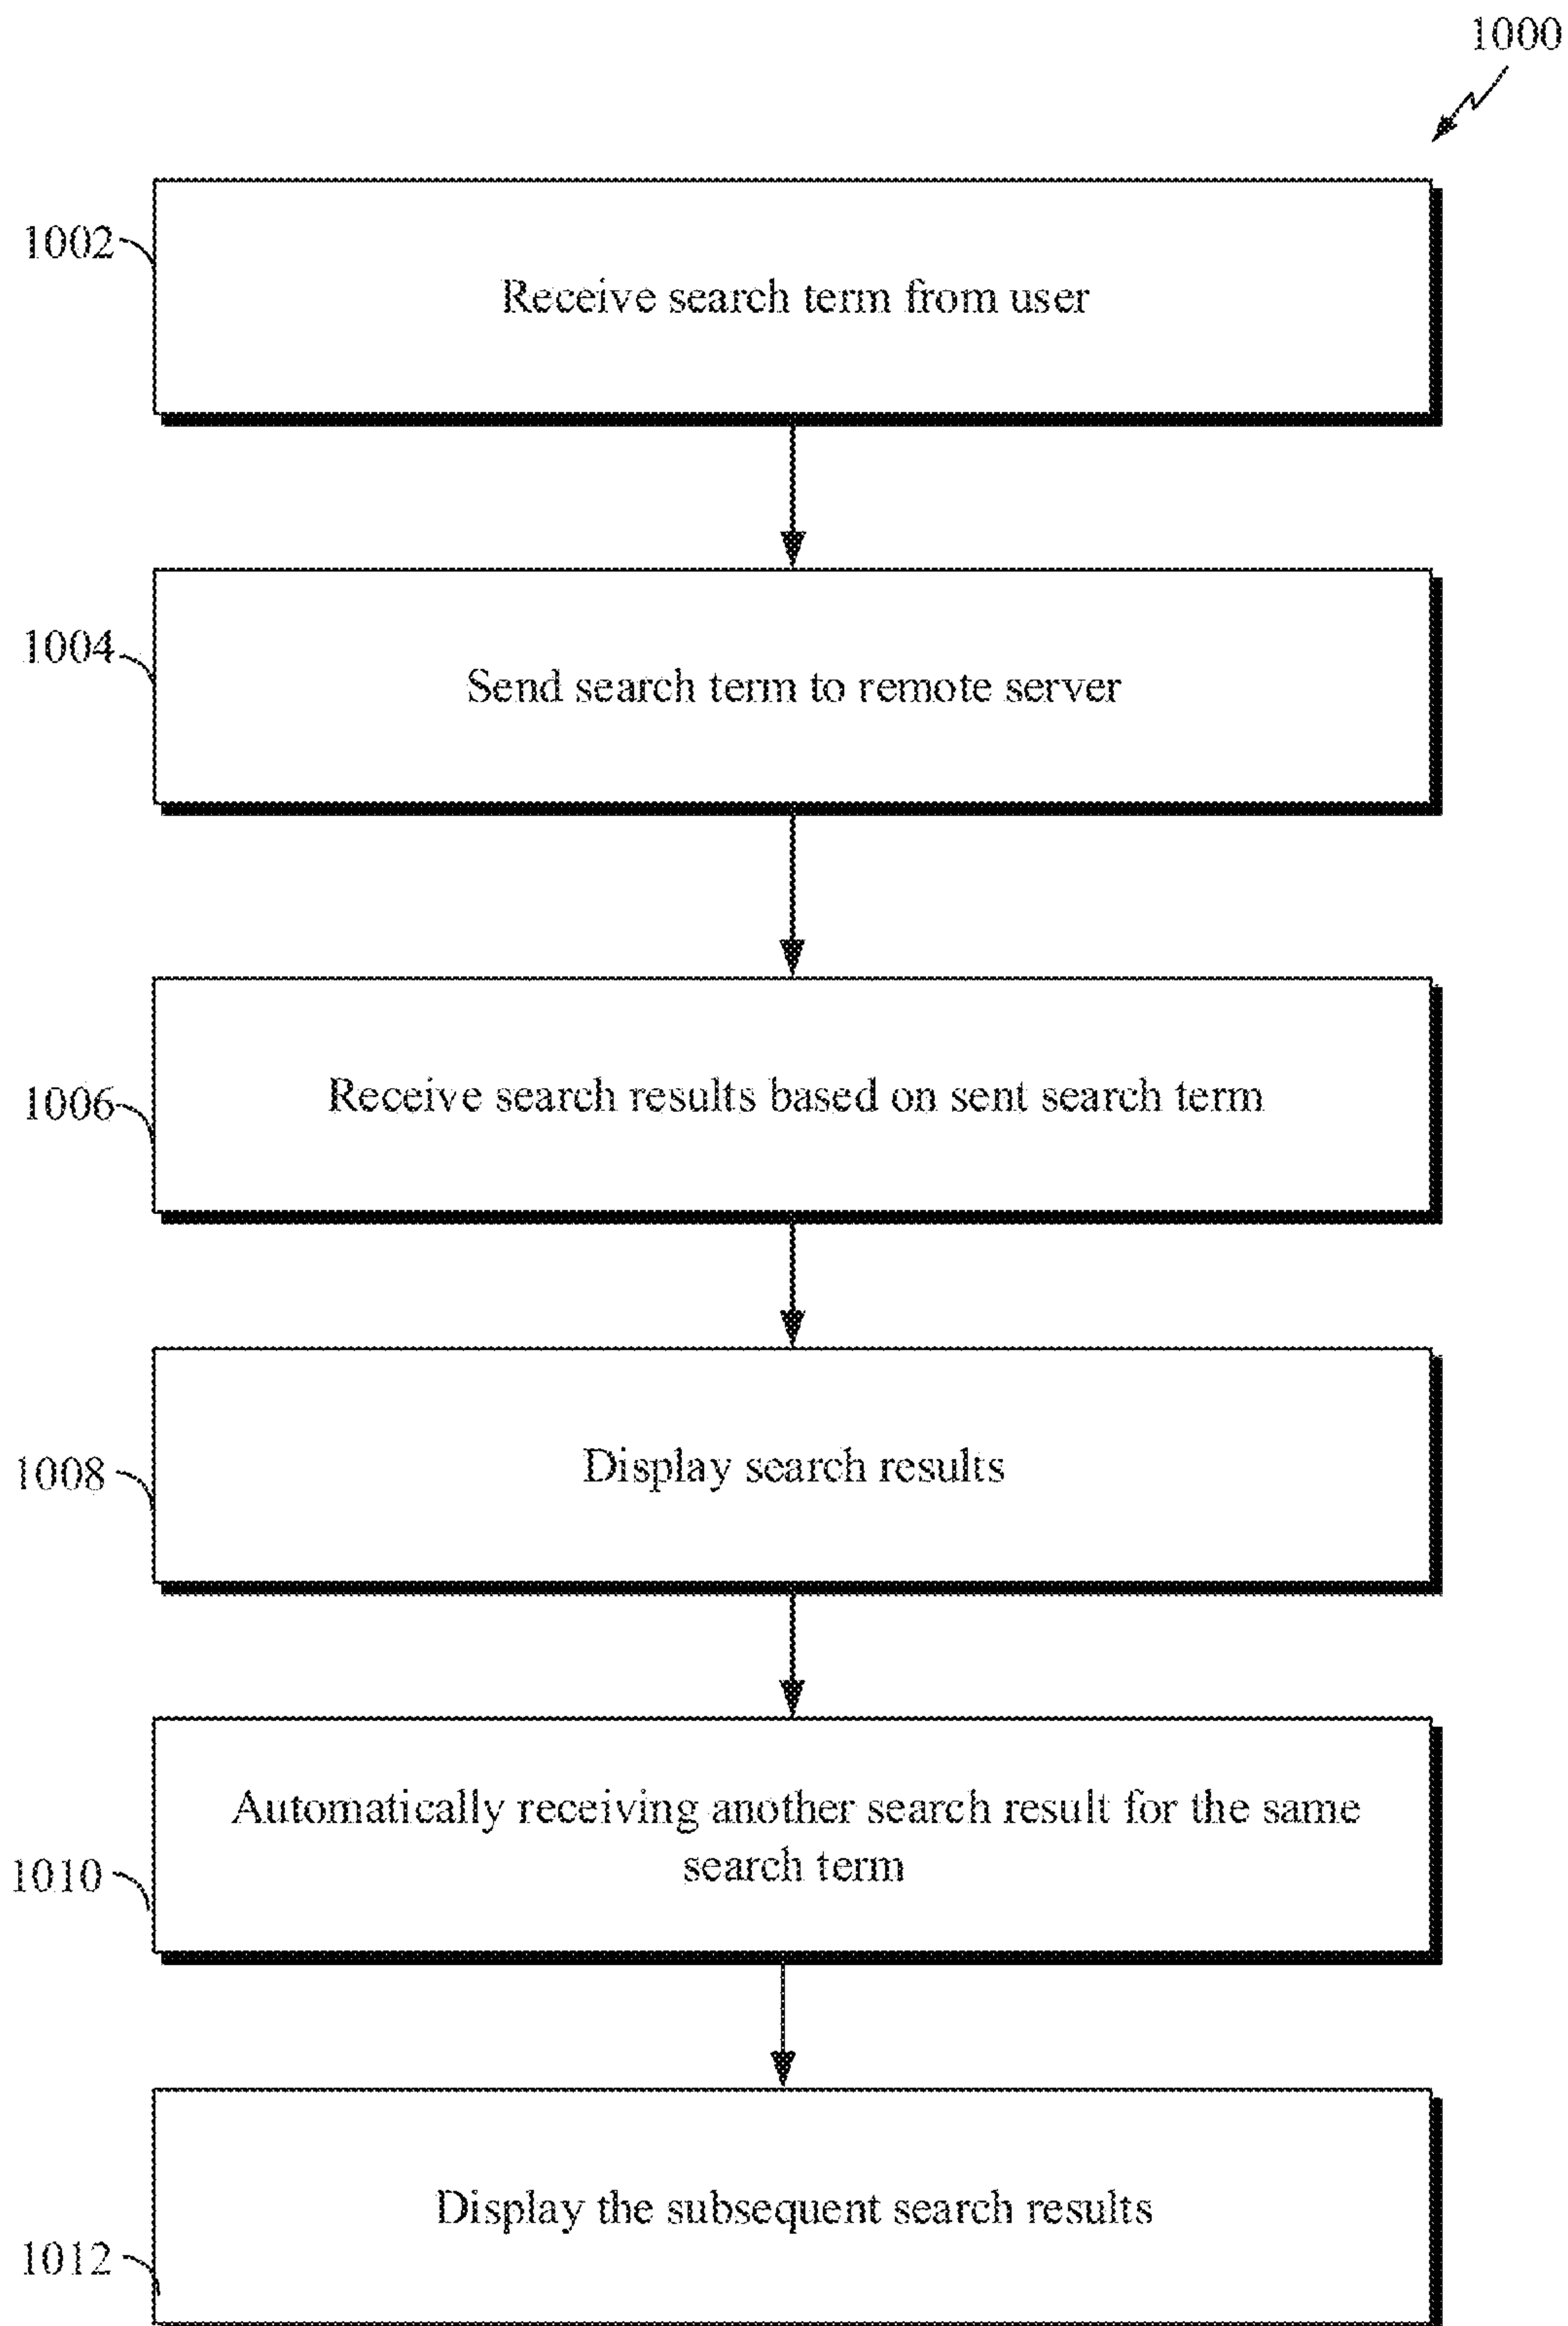 1000
1002
Receive search term from user
1004
Send search term to remote server
1006
Receive search results based on sent search term
1008
Display search results
Automatically receiving another search result for the same
search term
1010
Display the subsequent search results
1012